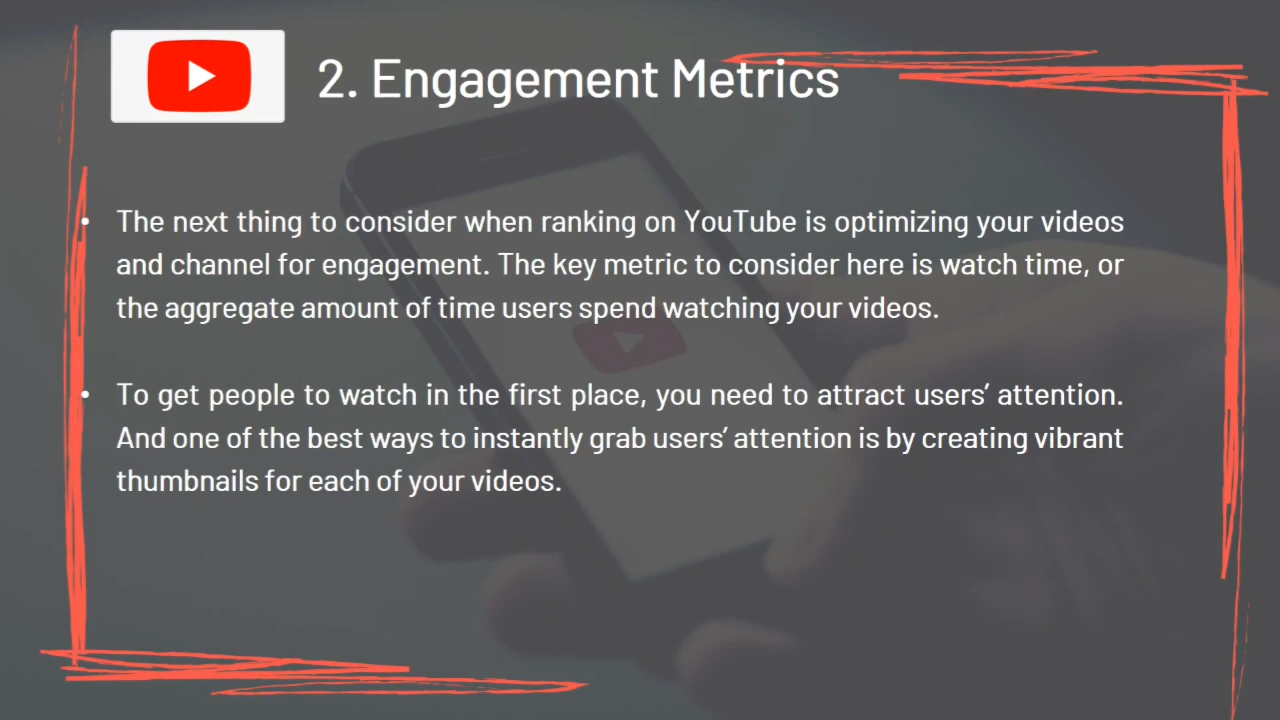 2. Engagement Metrics
• The next thing to consider when ranking on YouTube is optimizing your videos
and channel for engagement. The key metric to consider here is watch time, or
the aggregate amount of time users spend watching your videos.
• To get people to watch in the first place, you need to attract users’ attention.
And one of the best ways to instantly grab users’ attention is by creating vibrant
thumbnails for each of your videos.